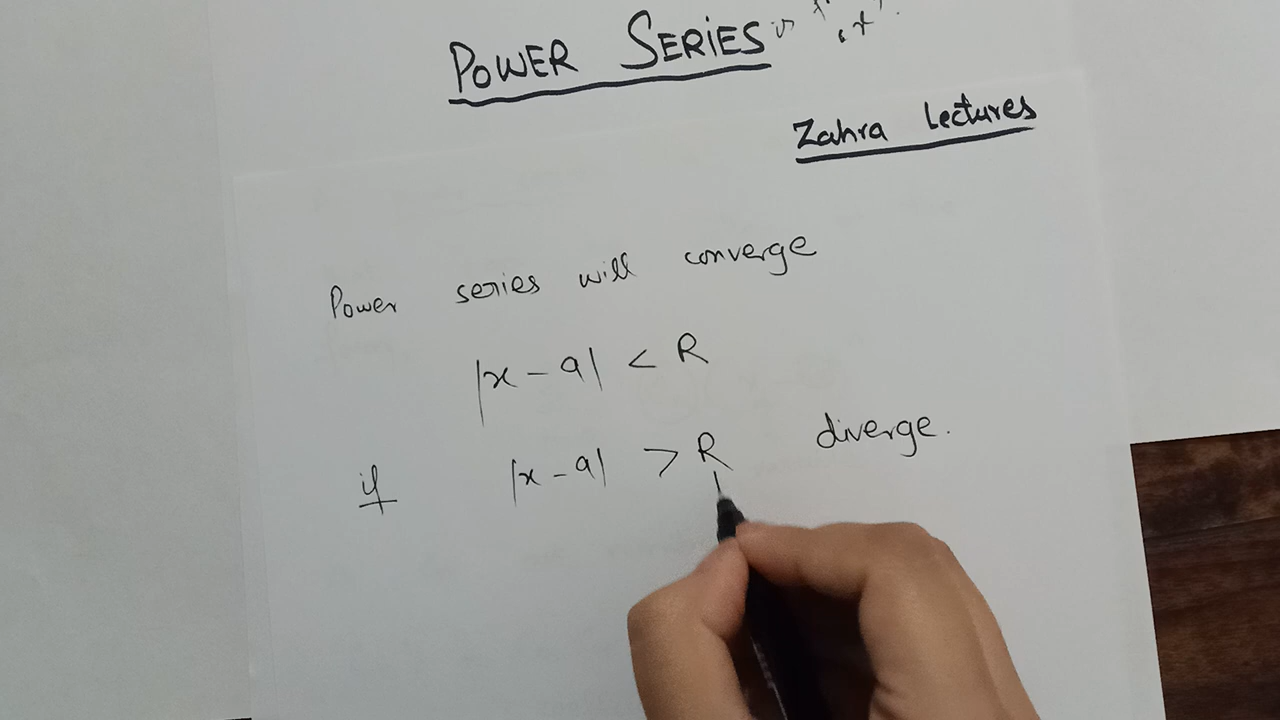 POWER SERIES
Zahra Lectures
Power series will converge
|x - a| < R
if |x - a| > R diverge.